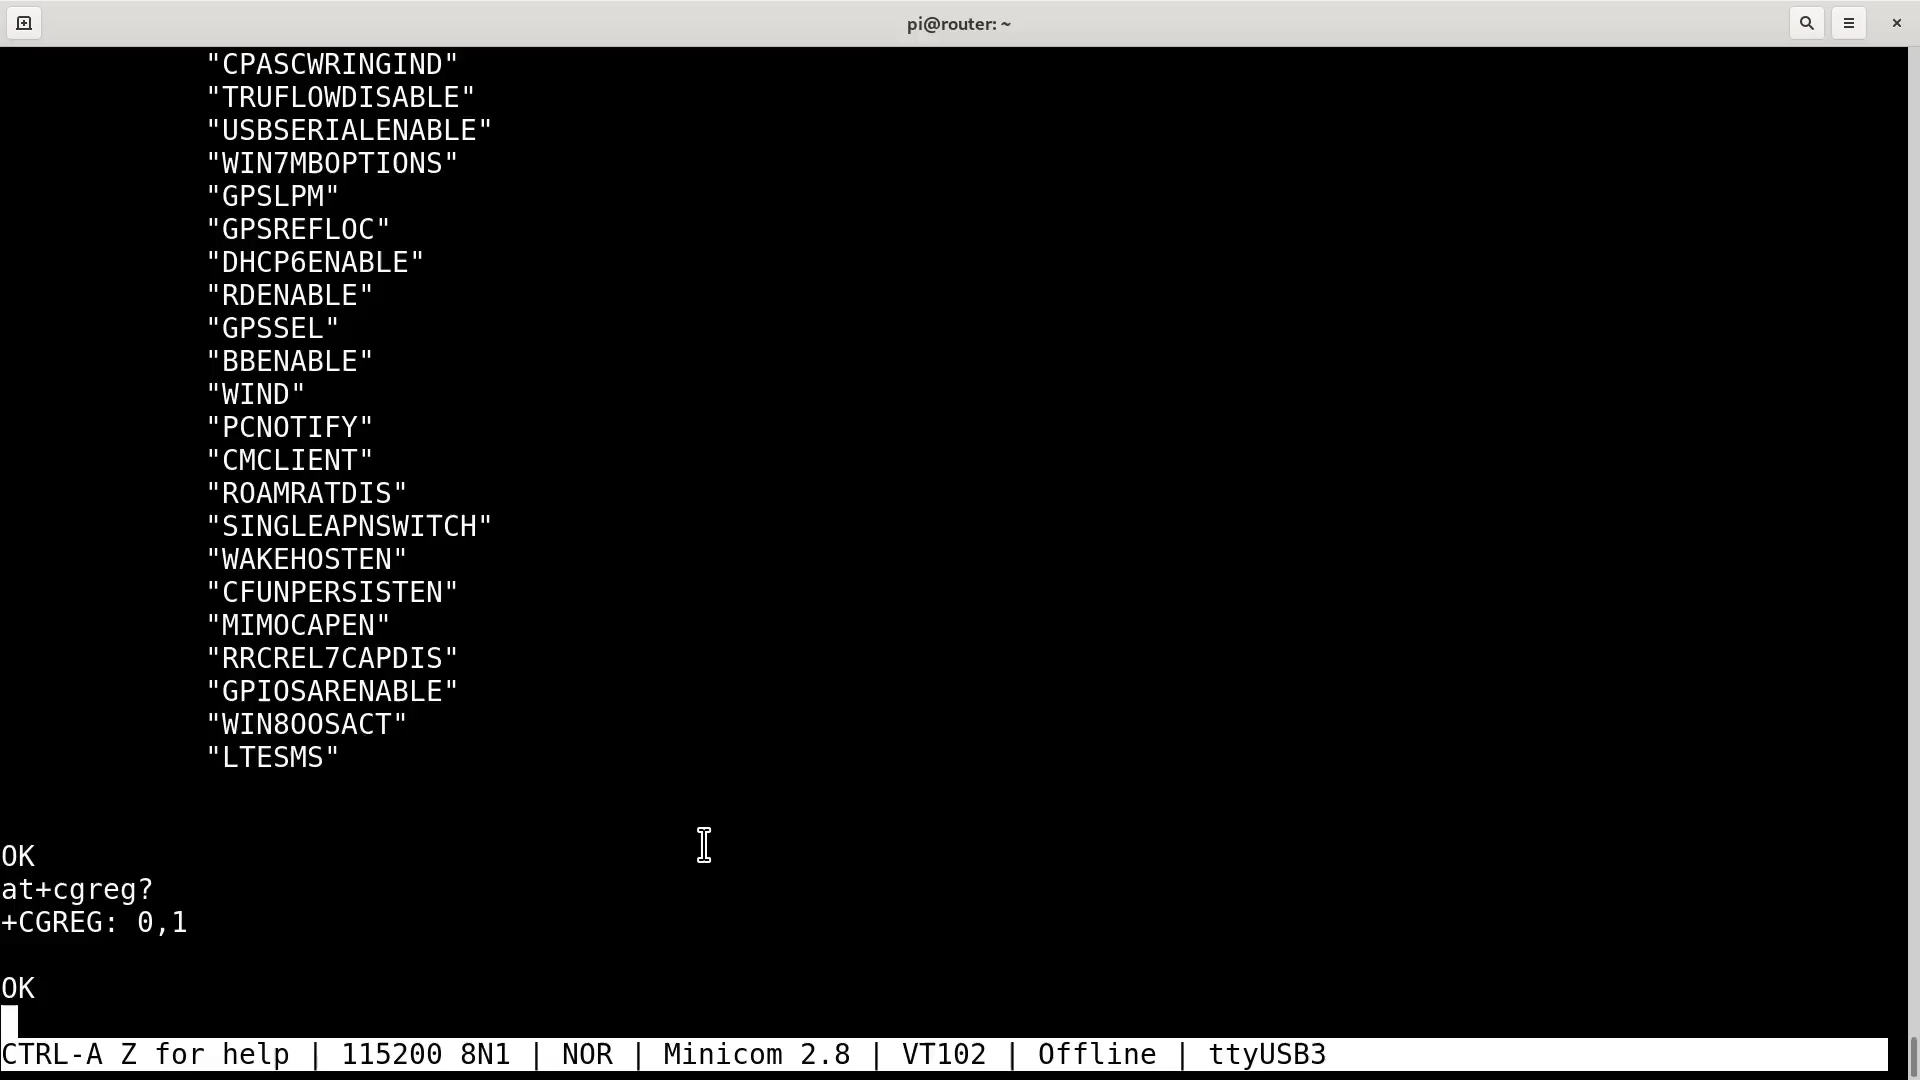 pi@router: ~
"CPASCWRINGIND"
"TRUFLOWDISABLE"
"USBSERIALENABLE"
"WIN7MBOPTIONS"
"GPSLPM"
"GPSREFLOC"
"DHCP6ENABLE"
"RDENABLE"
"GPSSEL"
"BBENABLE"
"WIND"
"PCNOTIFY"
"CMCLIENT"
"ROAMRATDIS"
"SINGLEAPNSWITCH"
"WAKEHOSTEN"
"CFUNPERSISTEN"
"MIMOCAPEN"
"RRCREL7CAPDIS"
"GPIOSARENABLE"
"WIN8OOSACT"
"LTESMS"
OK
at+cgreg?
+CGREG: 0,1
OK
CTRL-A Z for help | 115200 8N1 | NOR | Minicom 2.8 | VT102 | Offline | ttyUSB3